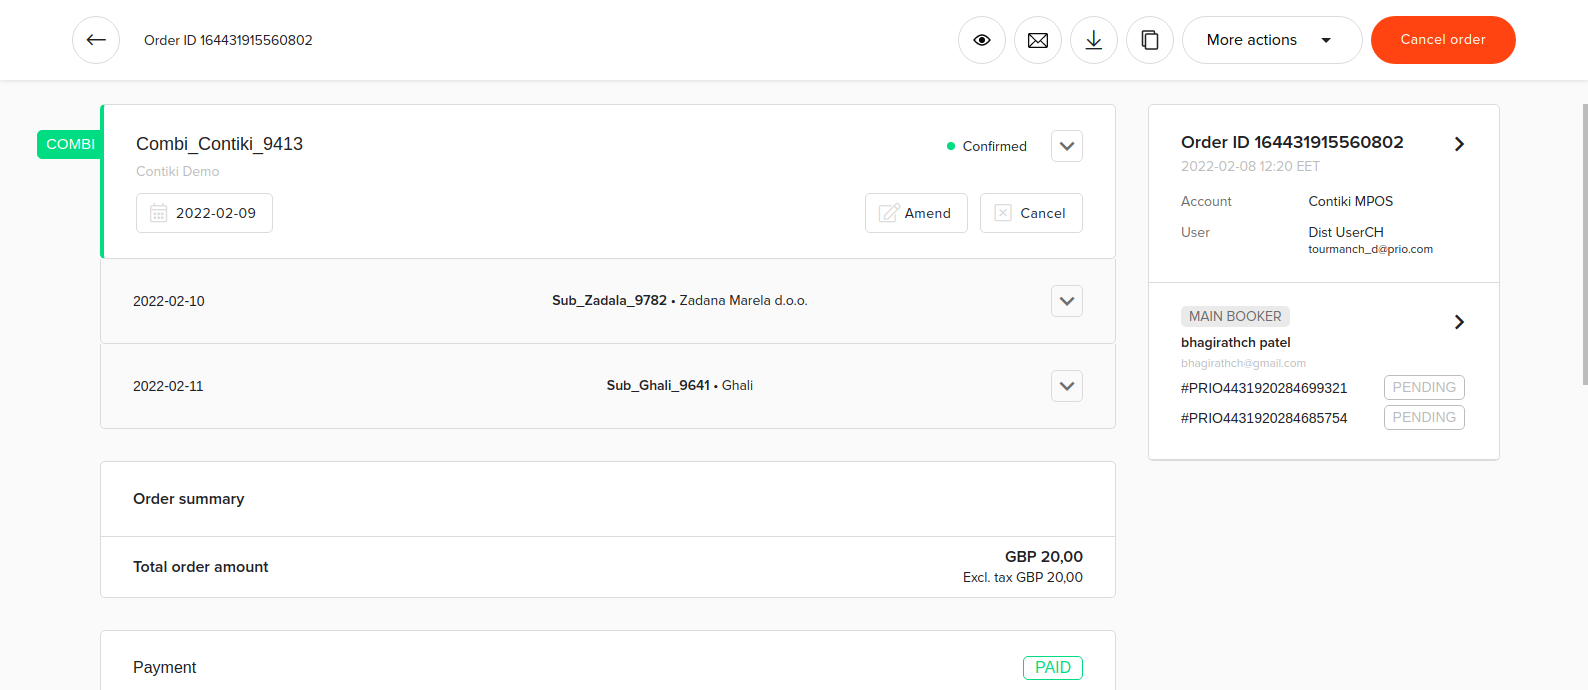 Order ID 164431915560802
More actions
Cancel order
COMBI
Combi_Contiki_9413
Confirmed
Contiki Demo
2022-02-09
Amend
Cancel
2022-02-10
Sub_Zadala_9782 • Zadana Marela d.o.o.
2022-02-11
Sub_Ghali_9641 • Ghali
Order summary
Total order amount
GBP 20,00
Excl. tax GBP 20,00
Payment
PAID
Order ID 164431915560802
2022-02-08 12:20 EET
Account Contiki MPOS
User Dist UserCH
tourmanch_d@prio.com
MAIN BOOKER
bhagirathch patel
bhagirathch@gmail.com
#PRIO4431920284699321 PENDING
#PRIO4431920284685754 PENDING